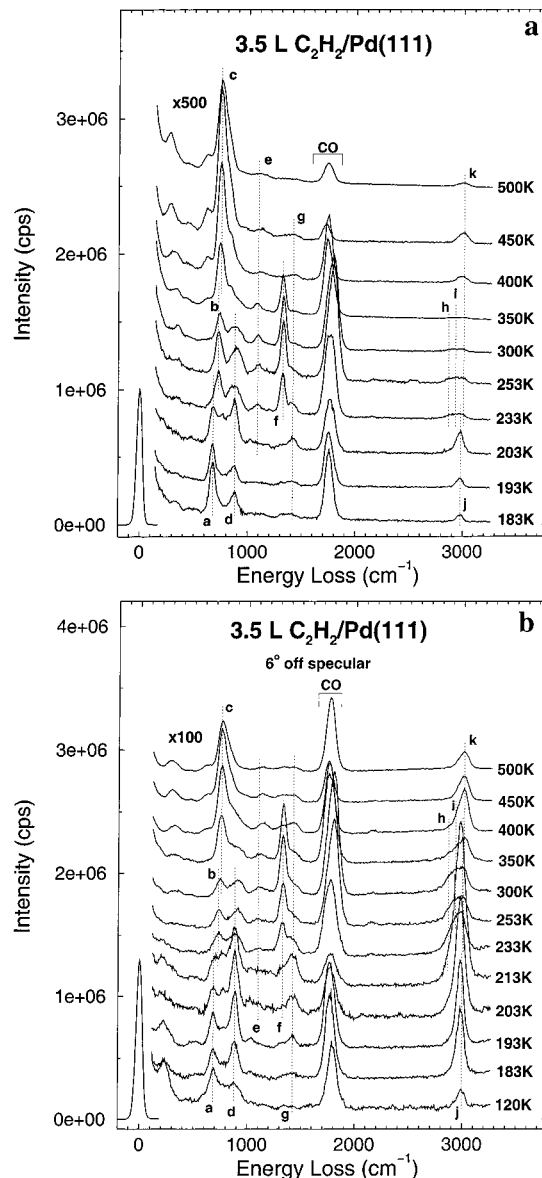 a
3.5 L C₂H₂/Pd(111)
c
x500
CO
e
k
500K
g
450K
i
400K
h
350K
b
300K
253K
f
233K
203K
193K
j
a
d
183K
3e+06
2e+06
1e+06
0e+00
Intensity (cps)
0
1000
2000
3000
Energy Loss (cm⁻¹)
b
3.5 L C₂H₂/Pd(111)
6° off specular
CO
c
x100
k
500K
450K
i
h
400K
350K
b
300K
253K
233K
213K
203K
e
f
193K
183K
120K
a
d
g
j
4e+06
3e+06
2e+06
1e+06
0e+00
Intensity (cps)
0
1000
2000
3000
Energy Loss (cm⁻¹)